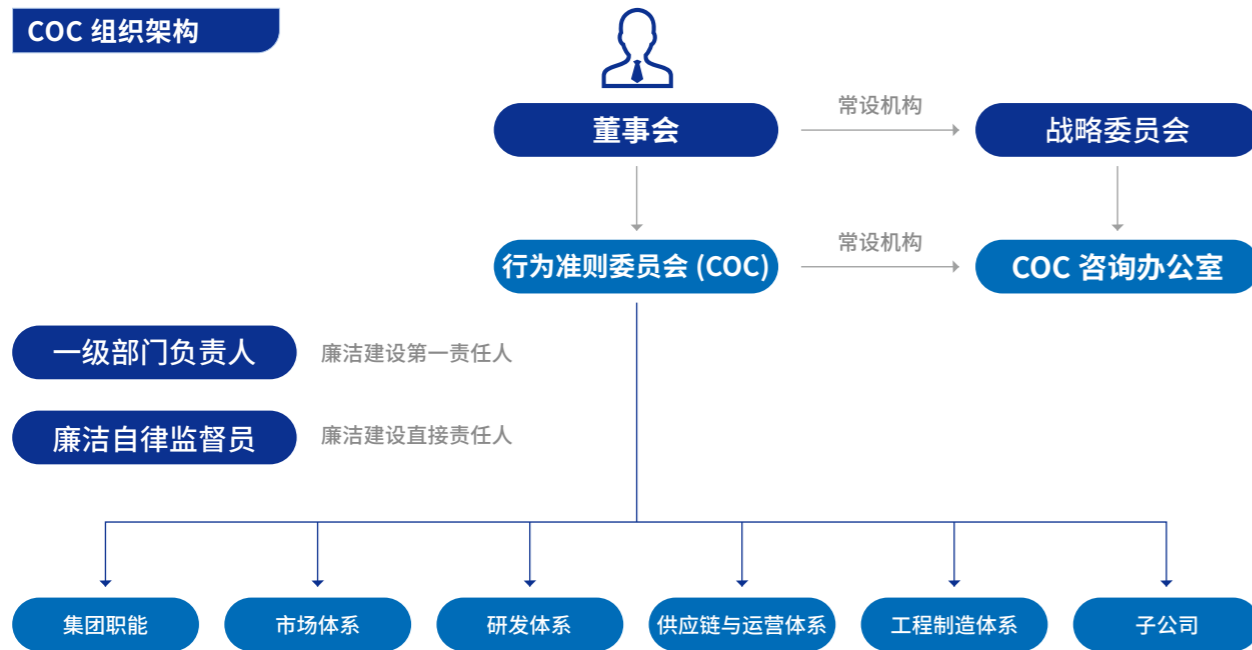 COC 组织架构
常设机构
董事会
战略委员会
常设机构
行为准则委员会 (COC)
COC 咨询办公室
一级部门负责人
廉洁建设第一责任人
廉洁自律监督员
廉洁建设直接责任人
集团职能
市场体系
研发体系
供应链与运营体系
工程制造体系
子公司